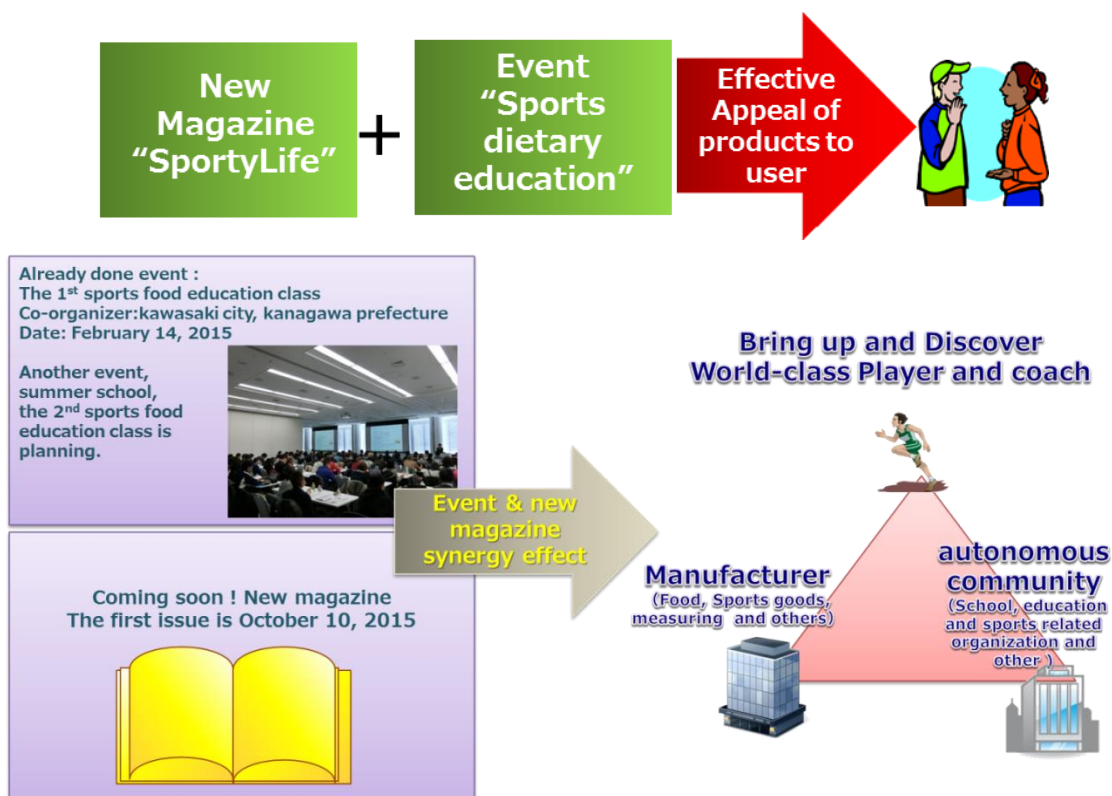 New
Magazine
“SportyLife”
+
Event
“Sports
dietary
education”
Effective
Appeal of
products to
user
Already done event :
The 1st sports food education class
Co-organizer:kawasaki city, kanagawa prefecture
Date: February 14, 2015
Another event,
summer school,
the 2nd sports food
education class is
planning.
Event & new
magazine
synergy effect
Coming soon ! New magazine
The first issue is October 10, 2015
Bring up and Discover
World-class Player and coach
Manufacturer
(Food, Sports goods,
measuring and others)
autonomous
community
(School, education
and sports related
organization and
other )